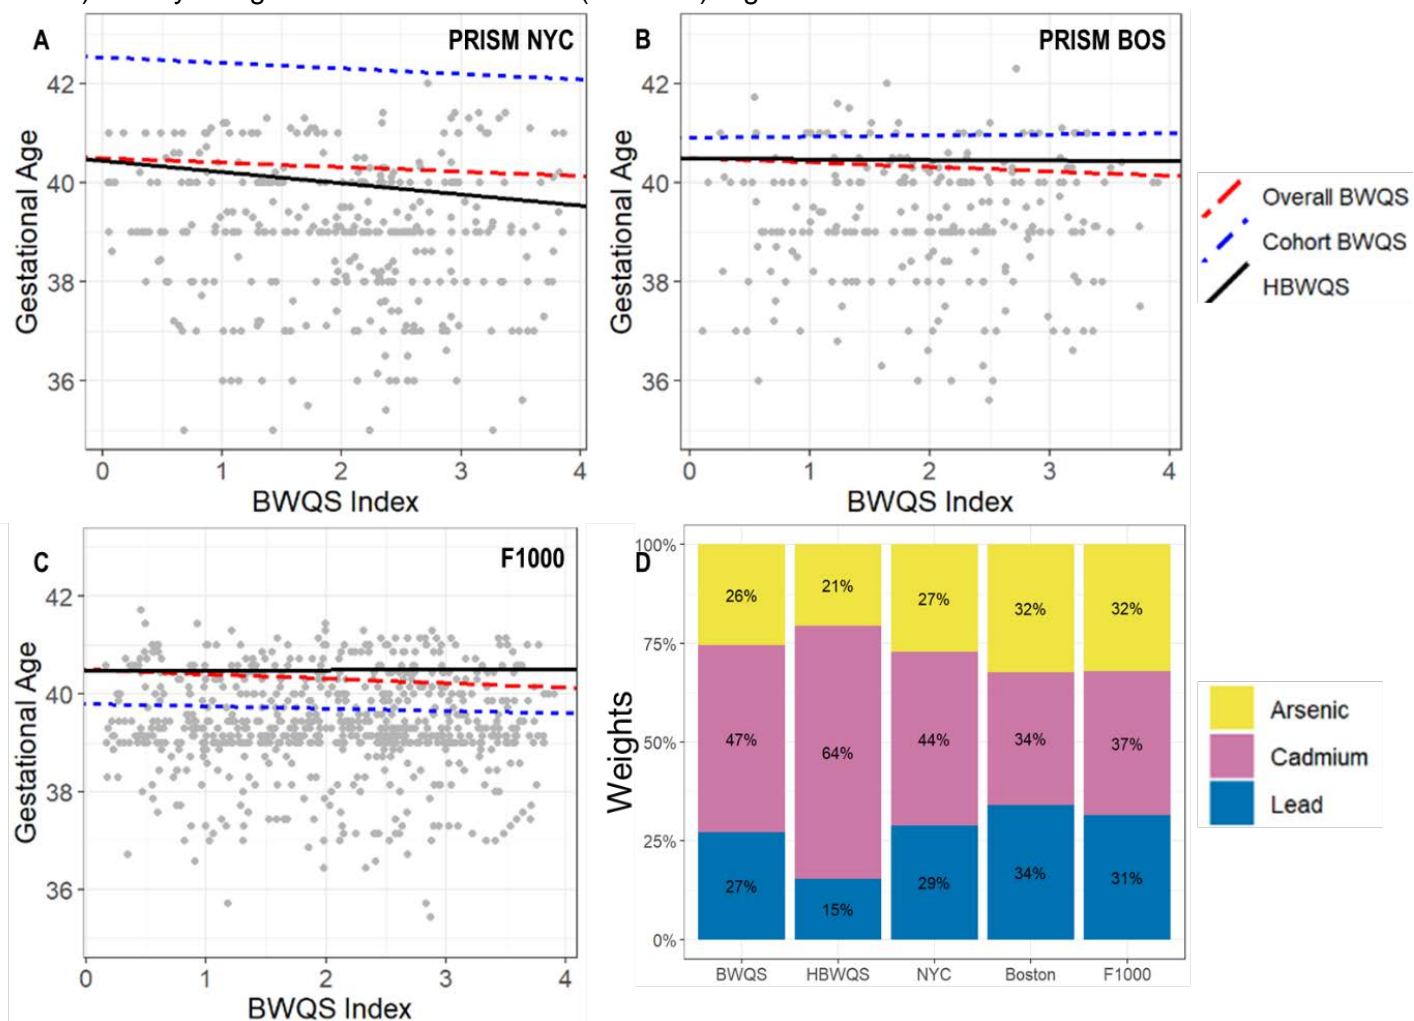 A
PRISM NYC
42
40
38
36
Gestational Age
0 1 2 3 4
BWQS Index
B
PRISM BOS
42
40
38
36
Gestational Age
0 1 2 3 4
BWQS Index
Overall BWQS
Cohort BWQS
HBWQS
C
F1000
42
40
38
36
Gestational Age
0 1 2 3 4
BWQS Index
D
100%
75%
50%
25%
0%
Weights
26% 21% 27% 32% 32%
47% 64% 44% 34% 37%
27% 15% 29% 34% 31%
BWQS HBWQS NYC Boston F1000
Arsenic
Cadmium
Lead